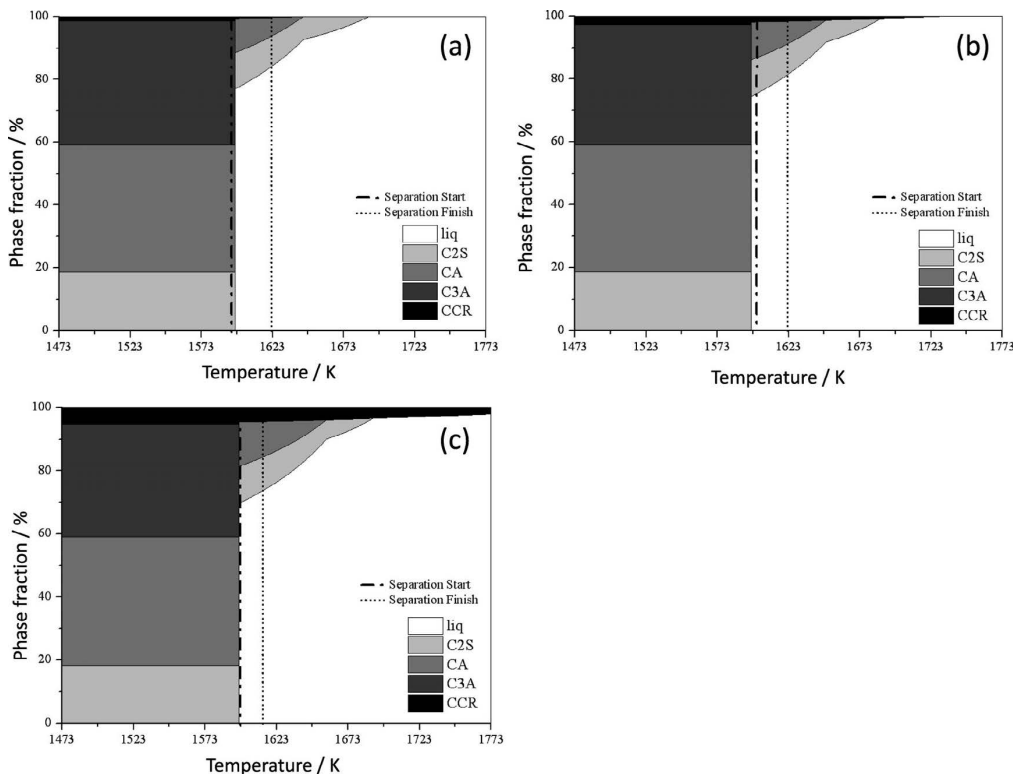 100
80
60
40
20
0
Phase fraction / %
(a)
Separation Start
Separation Finish
liq
C2S
CA
C3A
CCR
1473 1523 1573 1623 1673 1723 1773
Temperature / K
100
80
60
40
20
0
Phase fraction / %
(b)
Separation Start
Separation Finish
liq
C2S
CA
C3A
CCR
1473 1523 1573 1623 1673 1723 1773
Temperature / K
100
80
60
40
20
0
Phase fraction / %
(c)
Separation Start
Separation Finish
liq
C2S
CA
C3A
CCR
1473 1523 1573 1623 1673 1723 1773
Temperature / K